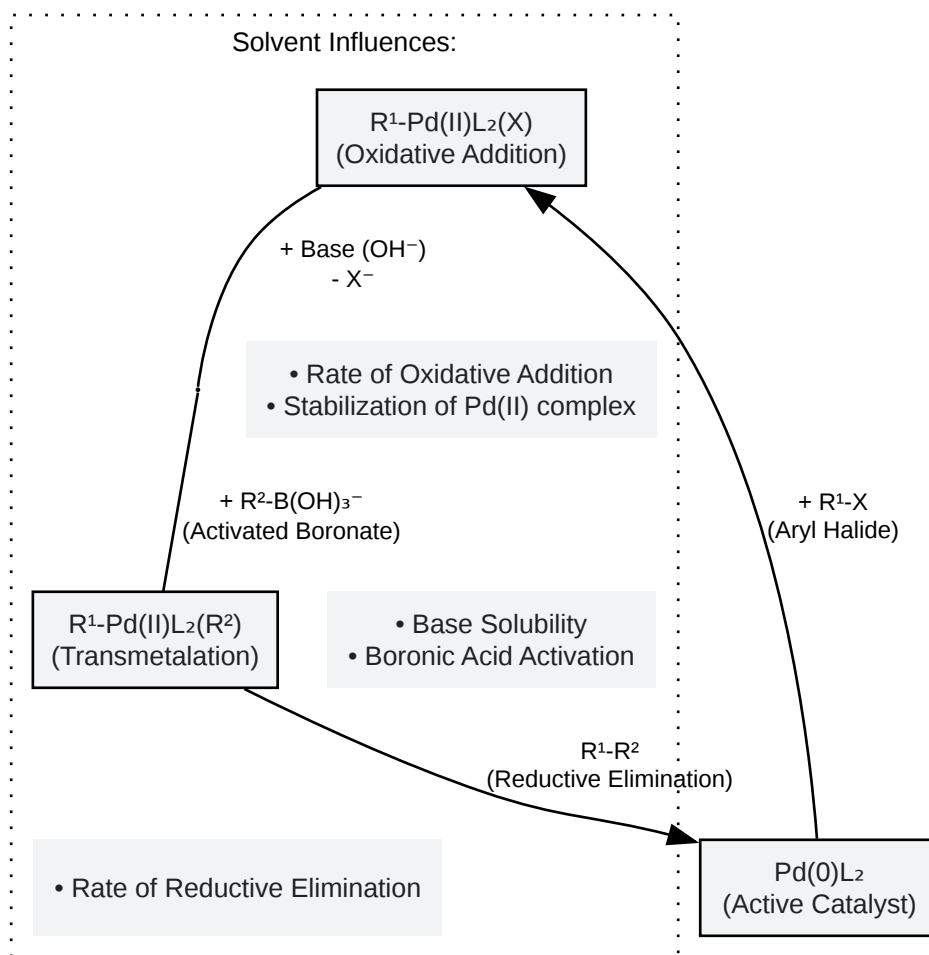 Solvent Influences:
R¹-Pd(II)L₂(X)
(Oxidative Addition)
+ Base (OH⁻)
- X⁻
• Rate of Oxidative Addition
• Stabilization of Pd(II) complex
+ R²-B(OH)₃⁻
(Activated Boronate)
+ R¹-X
(Aryl Halide)
R¹-Pd(II)L₂(R²)
(Transmetalation)
• Base Solubility
• Boronic Acid Activation
R¹-R²
(Reductive Elimination)
• Rate of Reductive Elimination
Pd(0)L₂
(Active Catalyst)